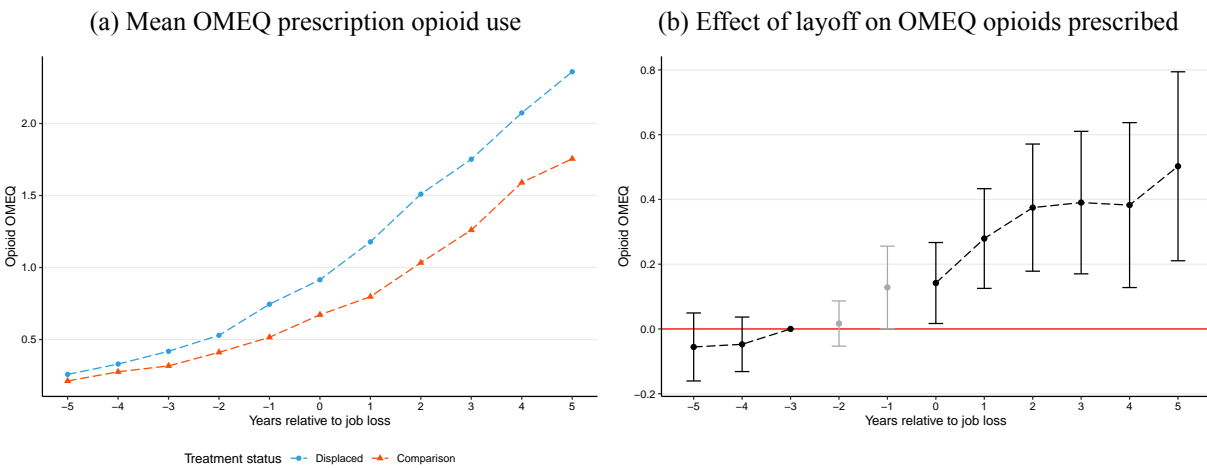 (a) Mean OMEQ prescription opioid use
Opioid OMEQ
2.0
1.5
1.0
0.5
−5 −4 −3 −2 −1 0 1 2 3 4 5
Years relative to job loss
Treatment status Displaced Comparison
(b) Effect of layoff on OMEQ opioids prescribed
Opioid OMEQ
0.8
0.6
0.4
0.2
0.0
−0.2
−5 −4 −3 −2 −1 0 1 2 3 4 5
Years relative to job loss